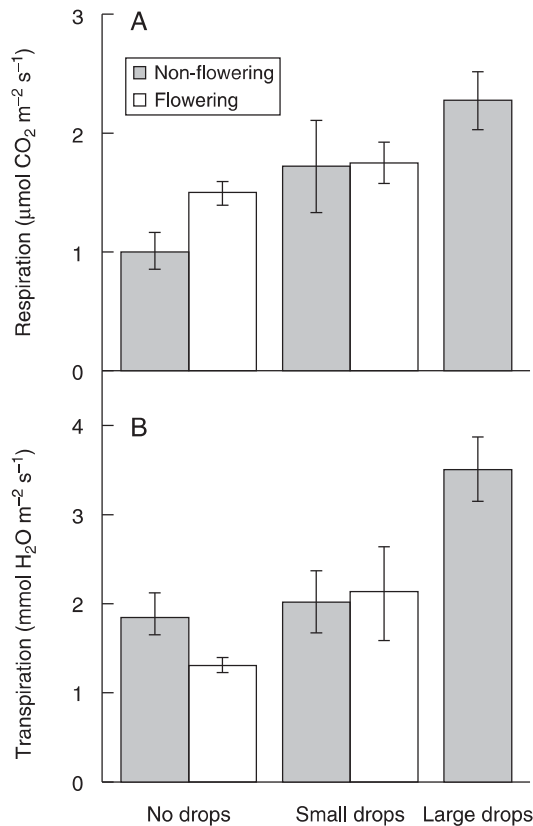 A
Non-flowering
Flowering
Respiration (μmol CO₂ m⁻² s⁻¹)
3
2
1
0
B
Transpiration (mmol H₂O m⁻² s⁻¹)
4
3
2
1
0
No drops
Small drops
Large drops